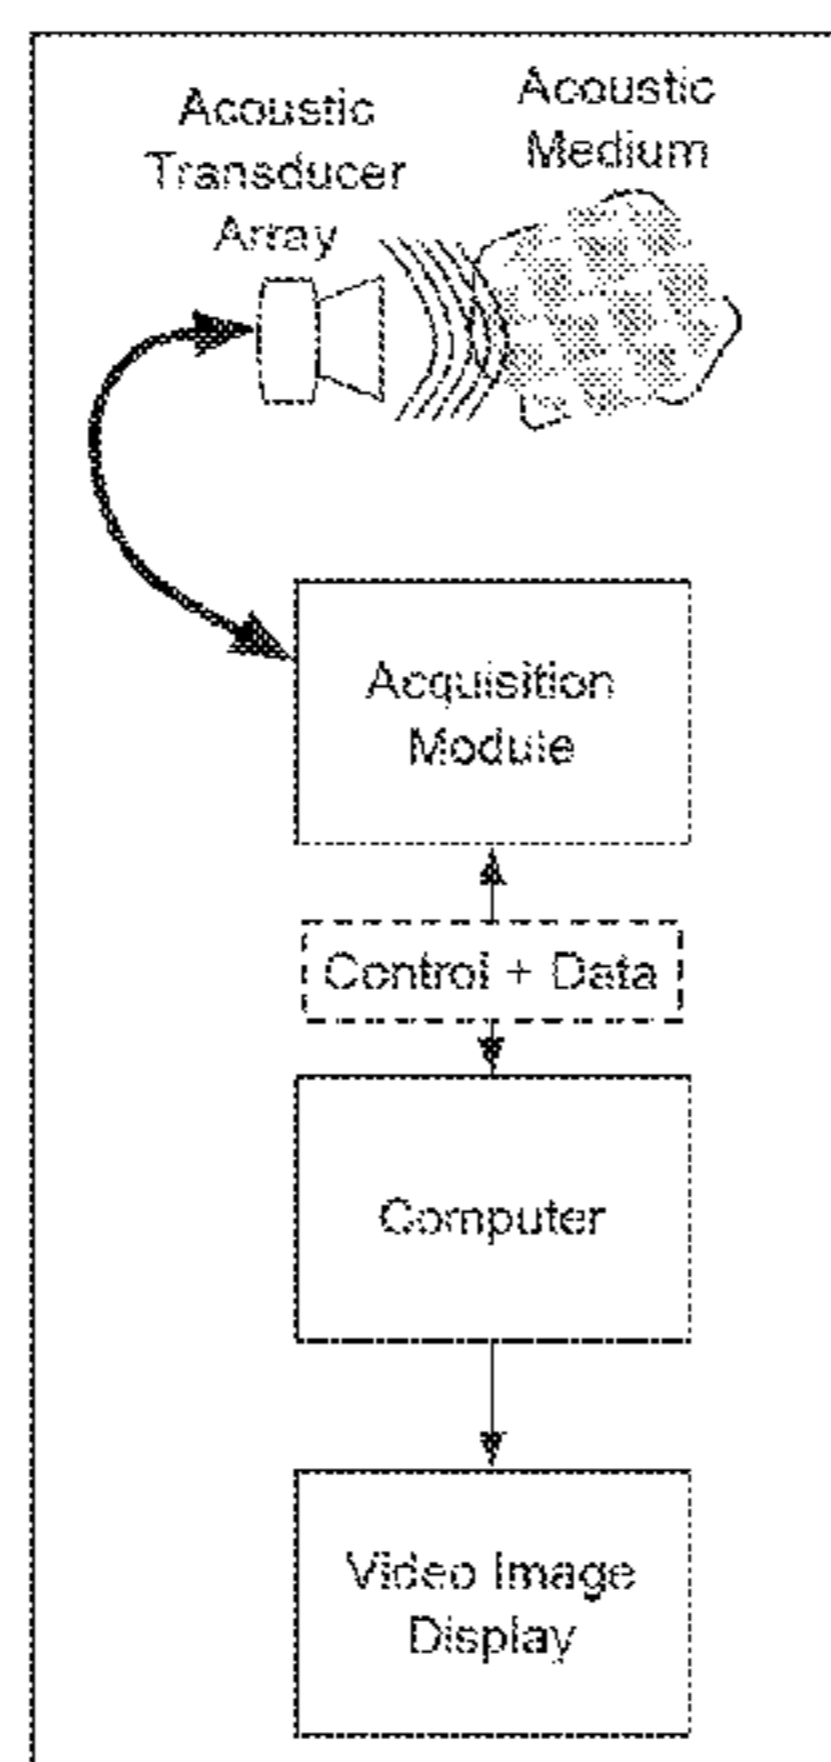 Acoustic
Transducer
Array
Acoustic
Medium
Acquisition
Module
Control + Data
Computer
Video Image
Display